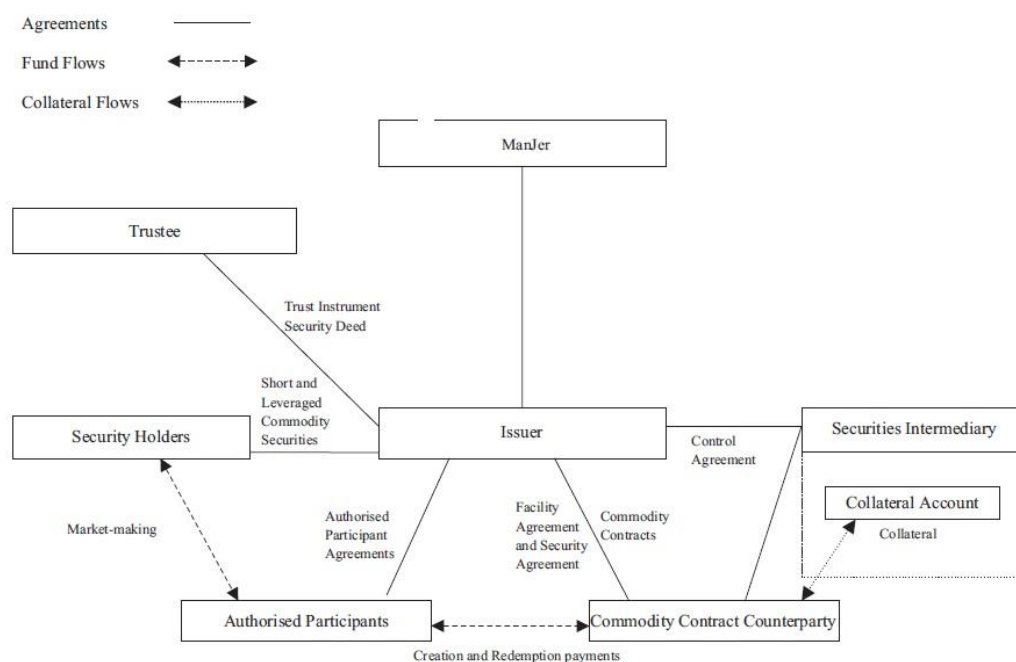 Agreements
Fund Flows
Collateral Flows
ManJer
Trustee
Trust Instrument
Security Deed
Short and
Leveraged
Commodity
Securities
Security Holders
Issuer
Control
Agreement
Securities Intermediary
Collateral Account
Collateral
Market-making
Authorised
Participant
Agreements
Facility
Agreement
and Security
Agreement
Commodity
Contracts
Authorised Participants
Commodity Contract Counterparty
Creation and Redemption payments